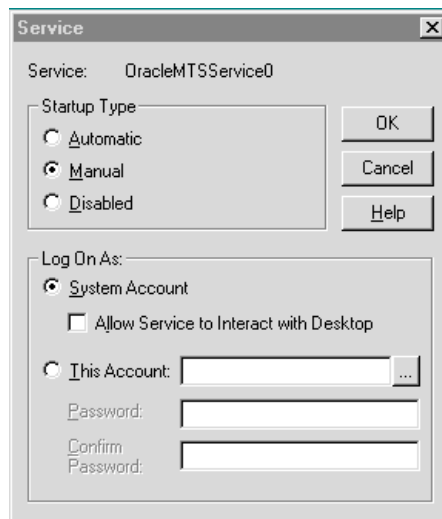 Service
Service: OracleMTSService0
Startup Type
Automatic
Manual
Disabled
OK
Cancel
Help
Log On As:
System Account
Allow Service to Interact with Desktop
This Account: ...
Password:
Confirm
Password: